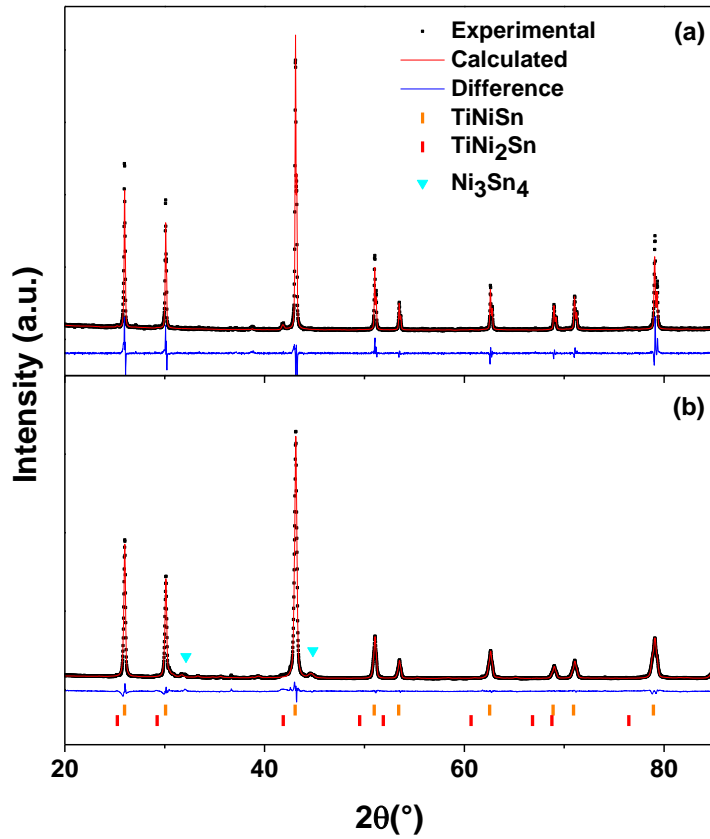 Experimental
(a)
Calculated
Difference
TiNiSn
TiNi2Sn
Ni3Sn4
Intensity (a.u.)
(b)
20 40 60 80
2θ(°)